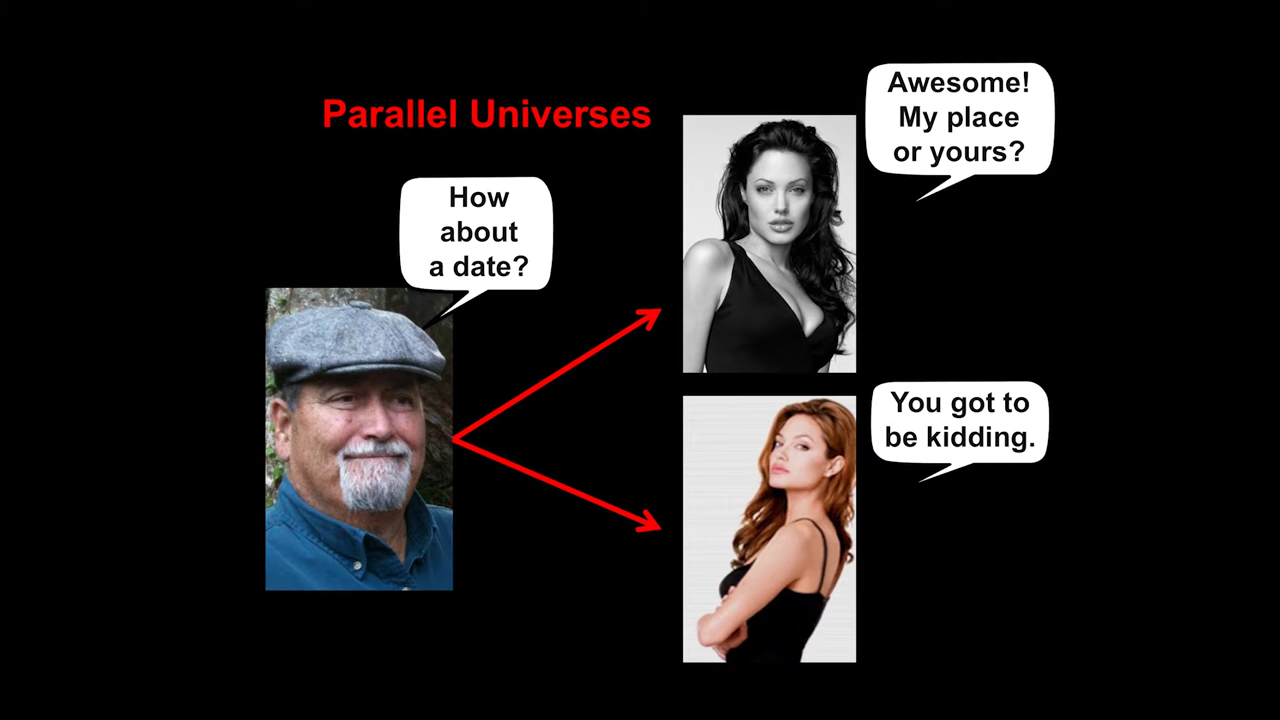 Parallel Universes
How
about
a date?
Awesome!
My place
or yours?
You got to
be kidding.